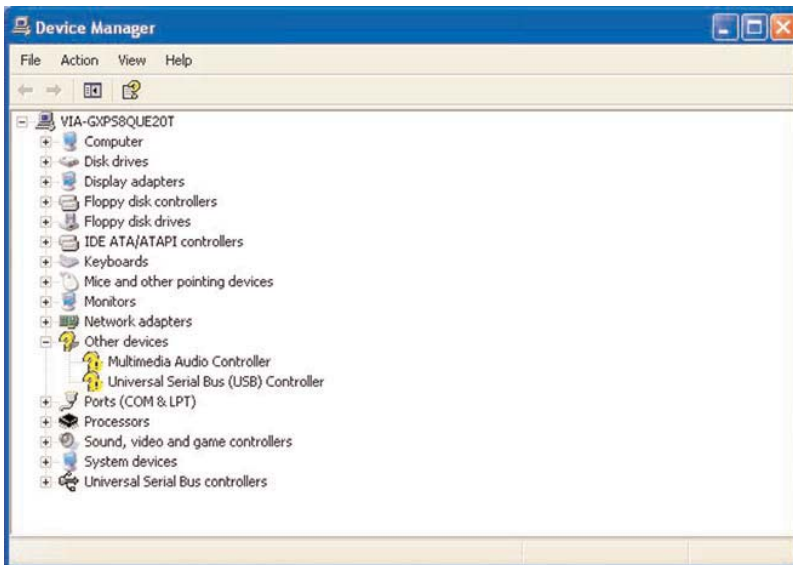 Device Manager
File Action View Help
VIA-GXPS8QUE20T
Computer
Disk drives
Display adapters
Floppy disk controllers
Floppy disk drives
IDE ATA/ATAPI controllers
Keyboards
Mice and other pointing devices
Monitors
Network adapters
Other devices
Multimedia Audio Controller
Universal Serial Bus (USB) Controller
Ports (COM & LPT)
Processors
Sound, video and game controllers
System devices
Universal Serial Bus controllers